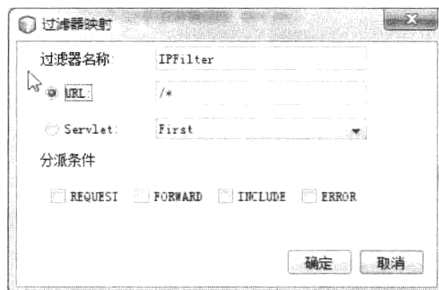 过滤器映射
过滤器名称: IPFilter
URL: /*
Servlet: First
分派条件
REQUEST FORWARD INCLUDE ERROR
确定 取消